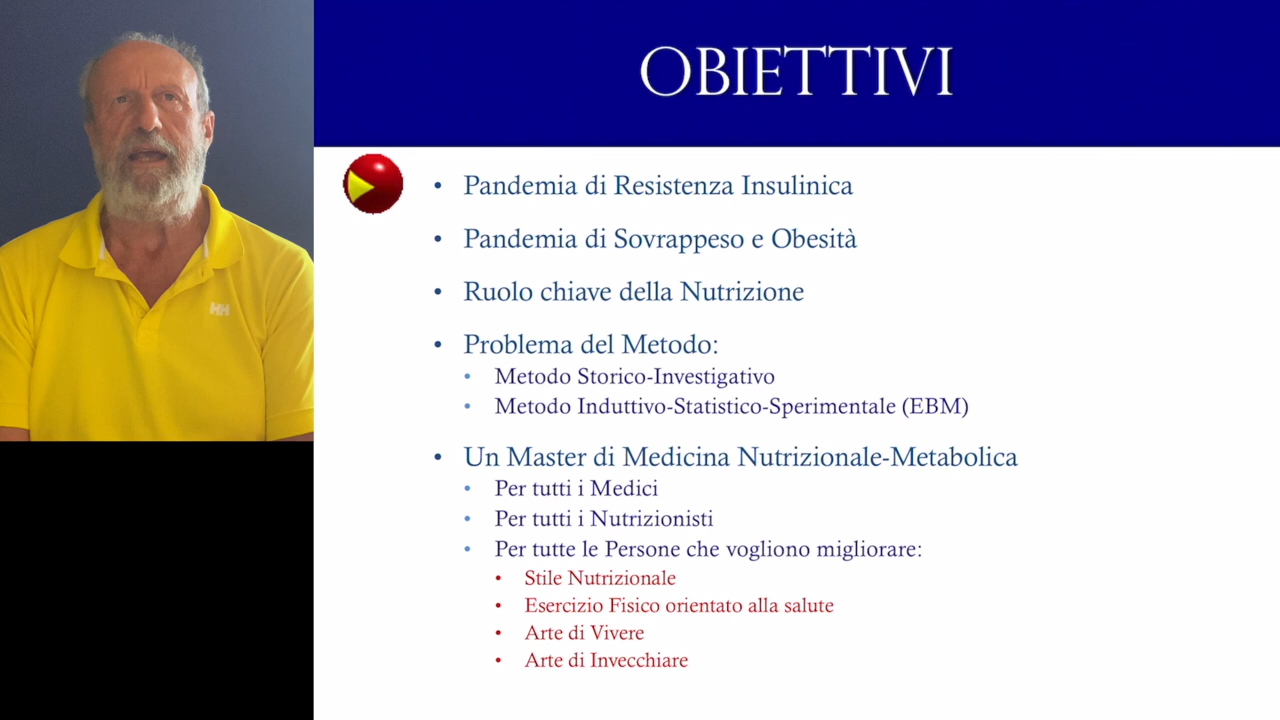 OBIETTIVI
• Pandemia di Resistenza Insulinica
• Pandemia di Sovrappeso e Obesità
• Ruolo chiave della Nutrizione
• Problema del Metodo:
• Metodo Storico-Investigativo
• Metodo Induttivo-Statistico-Sperimentale (EBM)
• Un Master di Medicina Nutrizionale-Metabolica
• Per tutti i Medici
• Per tutti i Nutrizionisti
• Per tutte le Persone che vogliono migliorare:
• Stile Nutrizionale
• Esercizio Fisico orientato alla salute
• Arte di Vivere
• Arte di Invecchiare
HH